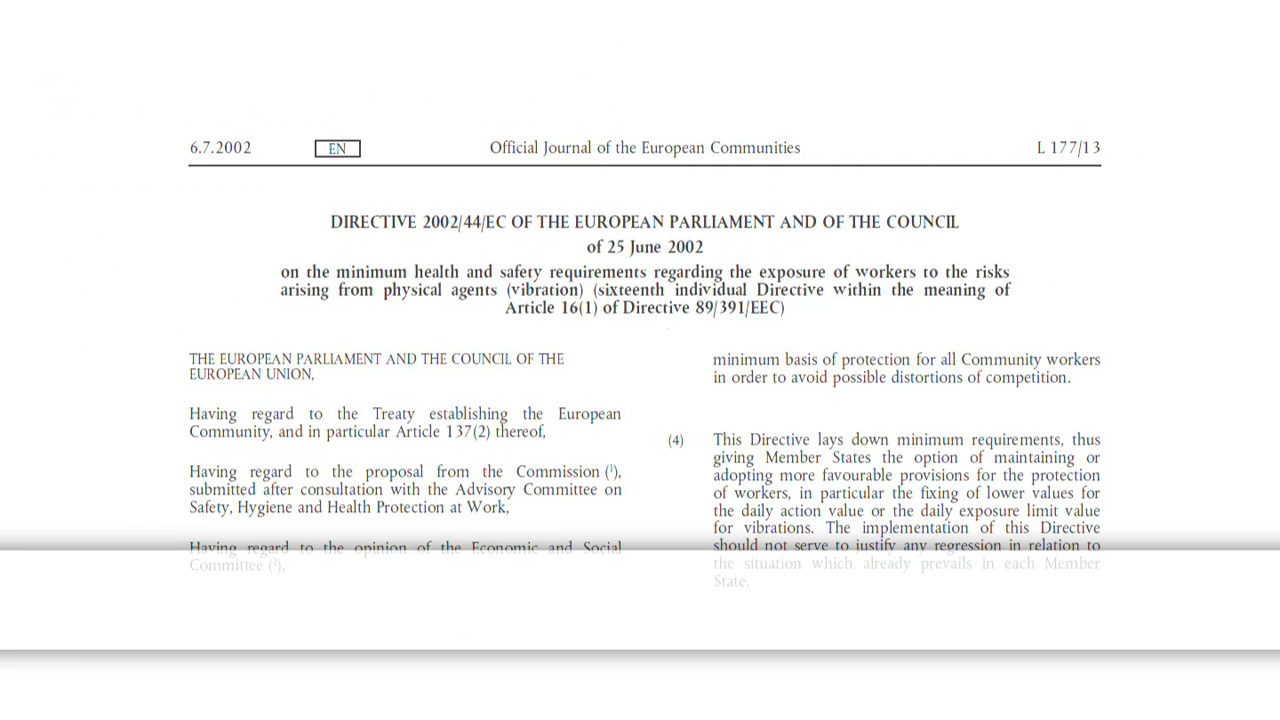 6.7.2002 EN Official Journal of the European Communities L 177/13
DIRECTIVE 2002/44/EC OF THE EUROPEAN PARLIAMENT AND OF THE COUNCIL
of 25 June 2002
on the minimum health and safety requirements regarding the exposure of workers to the risks
arising from physical agents (vibration) (sixteenth individual Directive within the meaning of
Article 16(1) of Directive 89/391/EEC)
THE EUROPEAN PARLIAMENT AND THE COUNCIL OF THE
EUROPEAN UNION,
Having regard to the Treaty establishing the European
Community, and in particular Article 137(2) thereof,
Having regard to the proposal from the Commission (¹),
submitted after consultation with the Advisory Committee on
Safety, Hygiene and Health Protection at Work,
Having regard to the opinion of the Economic and Social
Committee (²),
minimum basis of protection for all Community workers
in order to avoid possible distortions of competition.
(4) This Directive lays down minimum requirements, thus
giving Member States the option of maintaining or
adopting more favourable provisions for the protection
of workers, in particular the fixing of lower values for
the daily action value or the daily exposure limit value
for vibrations. The implementation of this Directive
should not serve to justify any regression in relation to
the situation which already prevails in each Member
State.